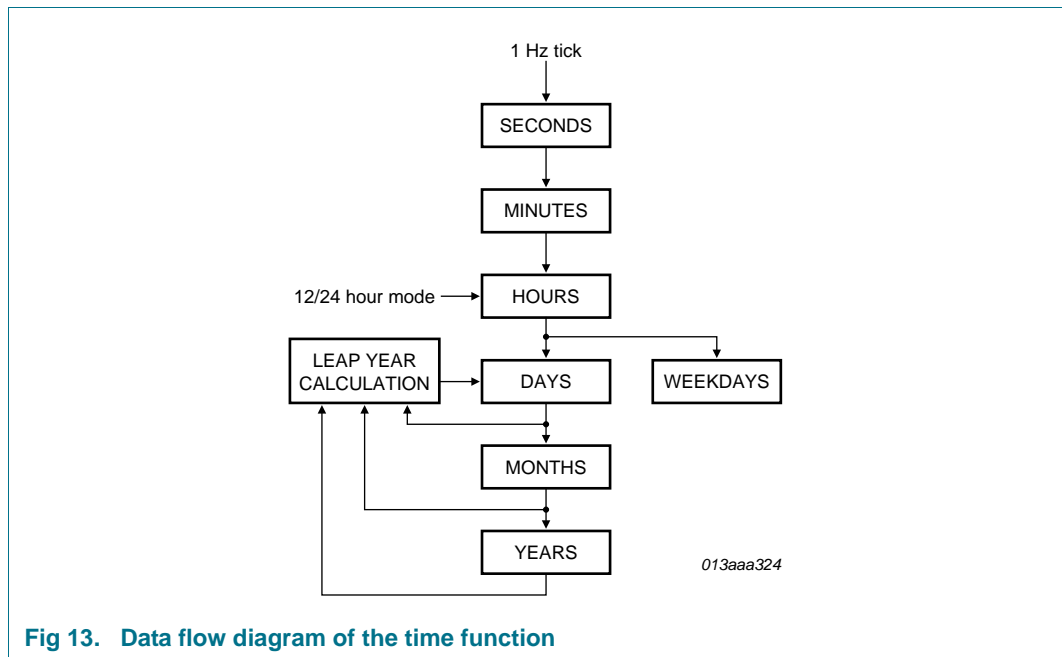 1 Hz tick
SECONDS
MINUTES
12/24 hour mode
HOURS
LEAP YEAR
CALCULATION
DAYS
WEEKDAYS
MONTHS
YEARS
013aaa324
Fig 13. Data flow diagram of the time function